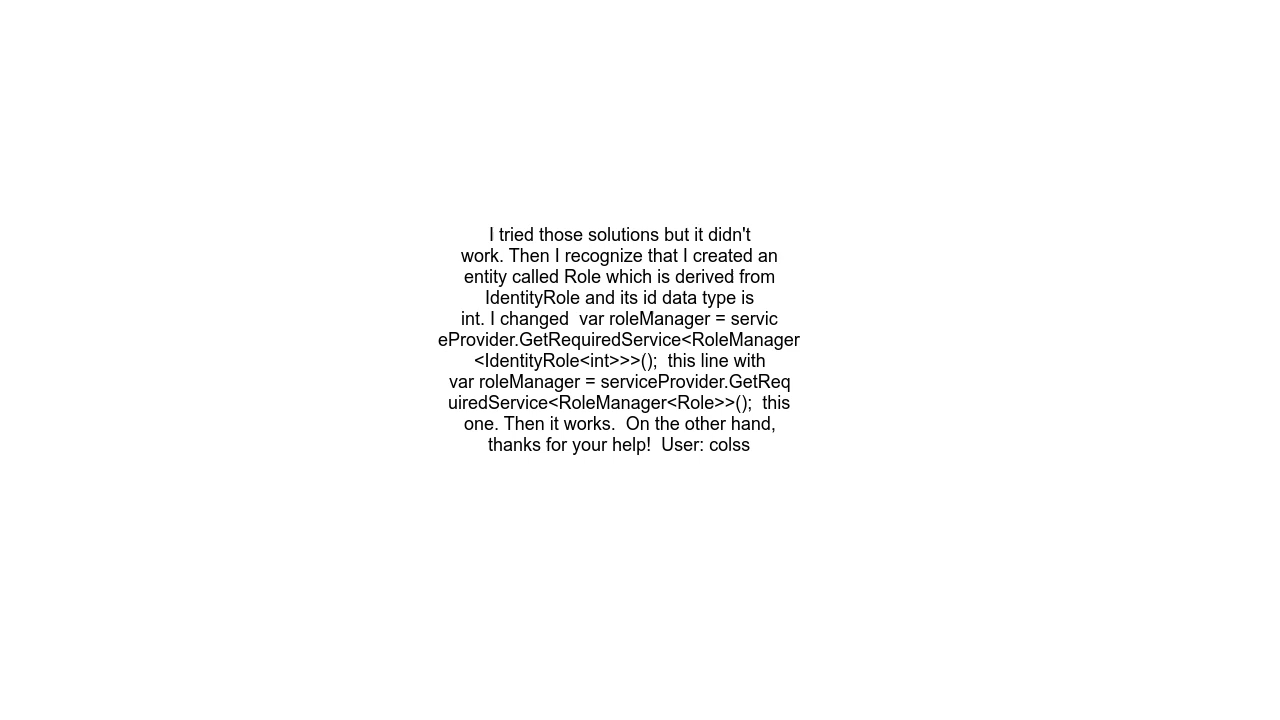 I tried those solutions but it didn't
work. Then I recognize that I created an
entity called Role which is derived from
IdentityRole and its id data type is
int. I changed  var roleManager = servic
eProvider.GetRequiredService<RoleManager
<IdentityRole<int>>>();  this line with
var roleManager = serviceProvider.GetReq
uiredService<RoleManager<Role>>();  this
one. Then it works.  On the other hand,
thanks for your help!  User: colss